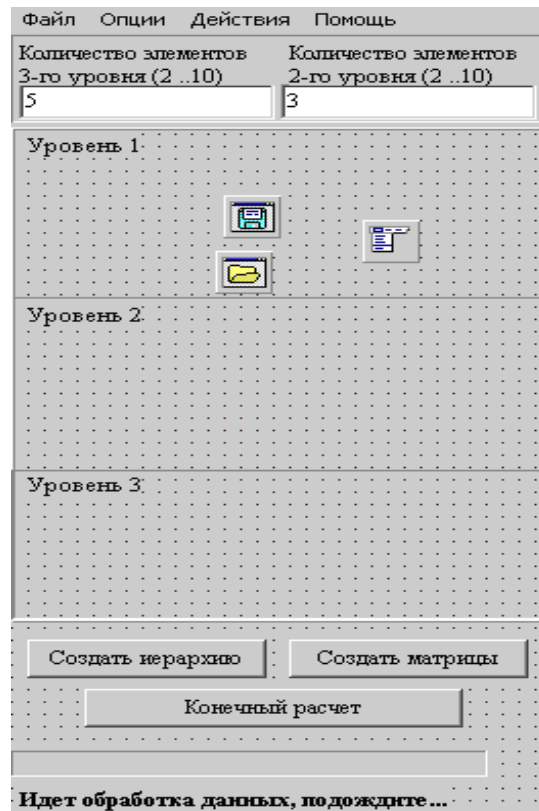 Файл Опции Действия Помощь
Количество элементов
3-го уровня (2 ..10)
Количество элементов
2-го уровня (2 ..10)
5
3
Уровень 1
Уровень 2
Уровень 3
Создать иерархию
Создать матрицы
Конечный расчет
Идет обработка данных, подождите...